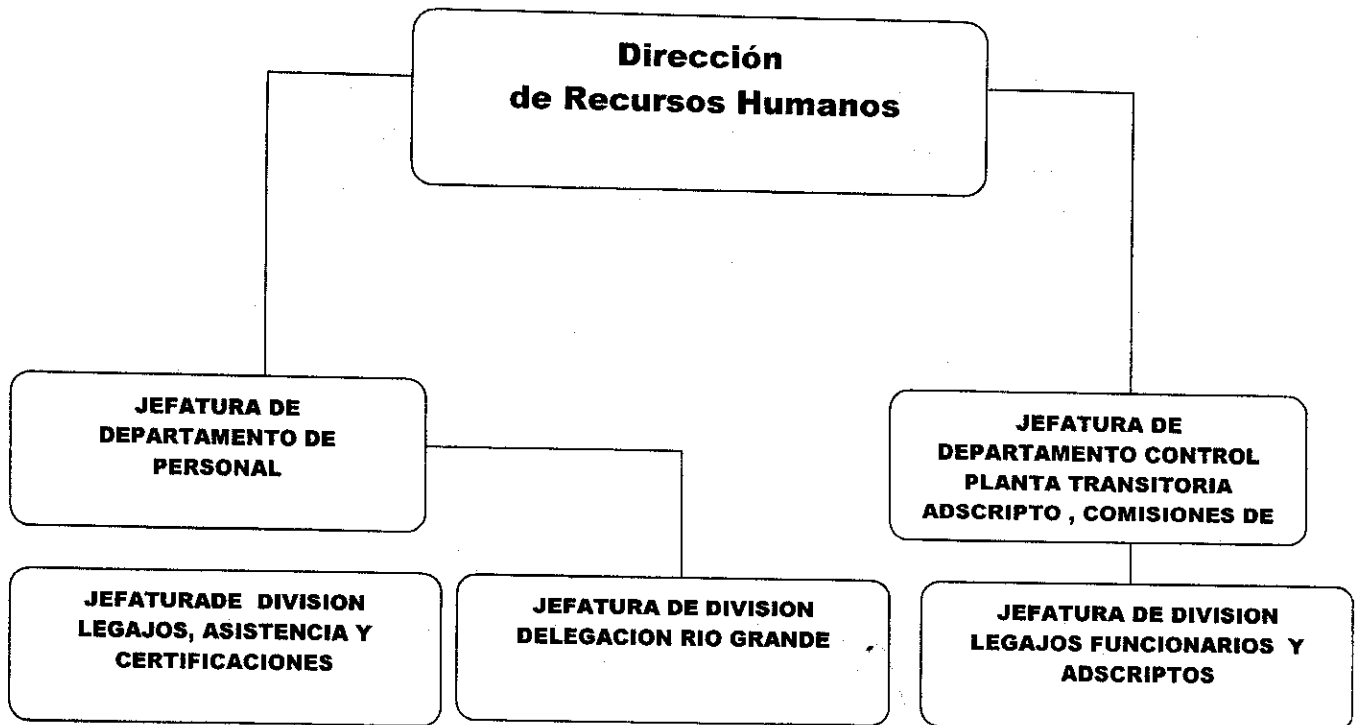 Dirección
de Recursos Humanos
JEFATURA DE
DEPARTAMENTO DE
PERSONAL
JEFATURA DE
DEPARTAMENTO CONTROL
PLANTA TRANSITORIA
ADSCRIPTO , COMISIONES DE
JEFATURADE DIVISION
LEGAJOS, ASISTENCIA Y
CERTIFICACIONES
JEFATURA DE DIVISION
DELEGACION RIO GRANDE
JEFATURA DE DIVISION
LEGAJOS FUNCIONARIOS Y
ADSCRIPTOS